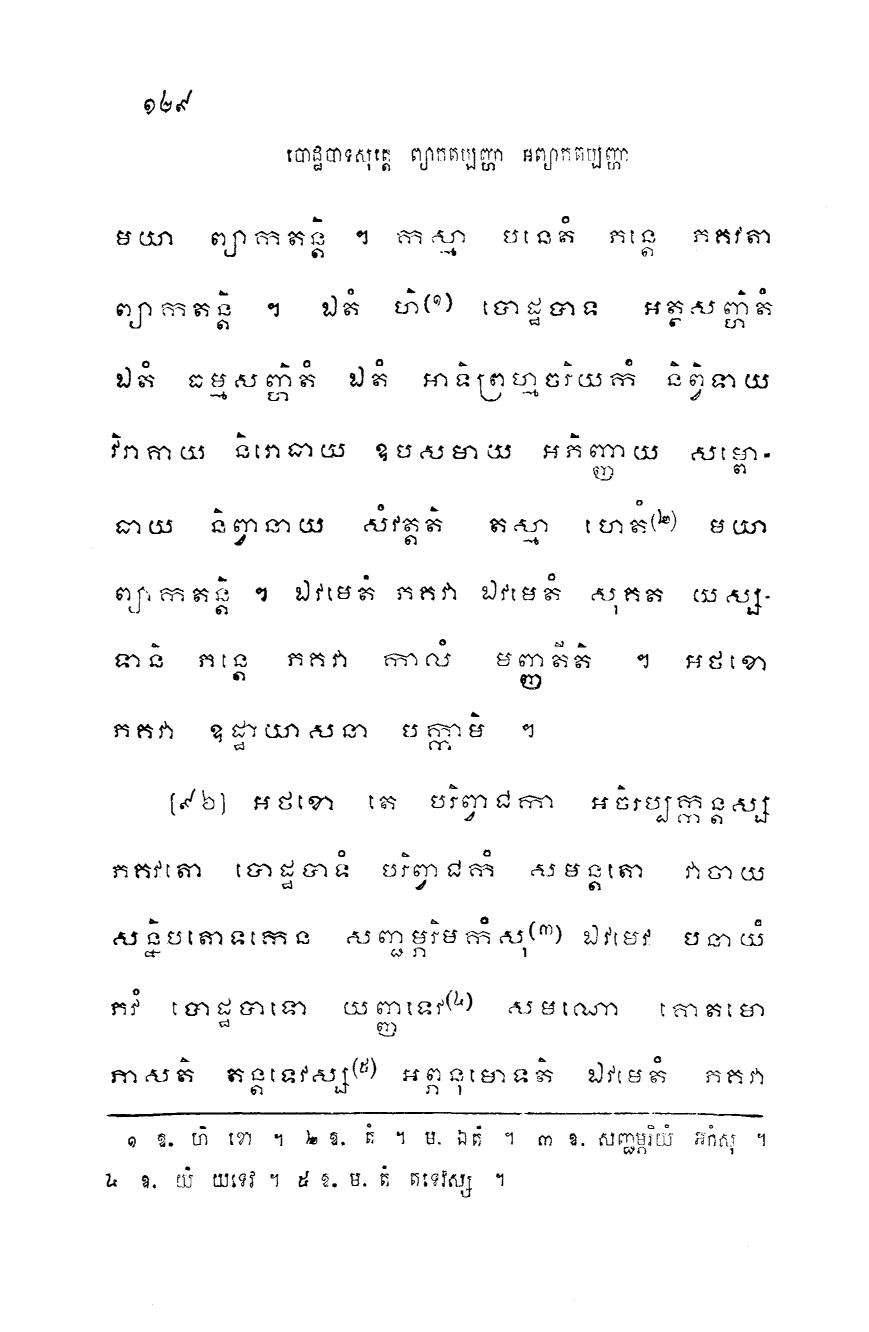 ១២៩
បោដ្ឋបាទសុត្តេ ព្យាកតប្បញ្ហា អព្យាកតប្បញ្ហា
មយា ព្យាកតន្តិ ។ កស្មា បនេតំ ភន្តេ ភគវតា
ព្យាកតន្តិ ។ ឯតំ ហិ(១) បោដ្ឋបាទ អត្ថសញ្ហិតំ
ឯតំ ធម្មសញ្ហិតំ ឯតំ អាទិព្រហ្មចរិយកំ និព្វិទាយ
វិរាគាយ និរោធាយ ឧបសមាយ អភិញ្ញាយ សម្ពោ-
ធាយ និព្វានាយ សំវត្តតិ តស្មា ហេតំ(២) មយា
ព្យាកតន្តិ ។ ឯវមេតំ ភគវា ឯវមេតំ សុគត យស្ស-
ទានិ ភន្តេ ភគវា កាលំ មញ្ញតីតិ ។ អថខោ
ភគវា ឧដ្ឋាយាសនា បក្កាមិ ។
[៩៦] អថខោ តេ បរិព្វាជកា អចិរប្បក្កន្តស្ស
ភគវតោ បោដ្ឋបាទំ បរិព្វាជកំ សមន្តតោ វាចាយ
សន្និបតោទកេន សញ្ជម្ភរិមកំសុ(៣) ឯវមេវ បនាយំ
ភវំ បោដ្ឋបាទោ យញ្ញទេវ(៤) សមណោ គោតមោ
ភាសតិ តន្តទេវស្ស(៥) អព្ភនុមោទតិ ឯវមេតំ ភគវា
១ ឱ. ហិ ខោ ។ ២ ឱ. តំ ។ ម. ឯតំ ។ ៣ ឱ. សញ្ជម្ភរិយំ អកំសុ ។
៤ ឱ. យំ យទេវ ។ ៥ ឱ. ម. តំ តទេវស្ស ។